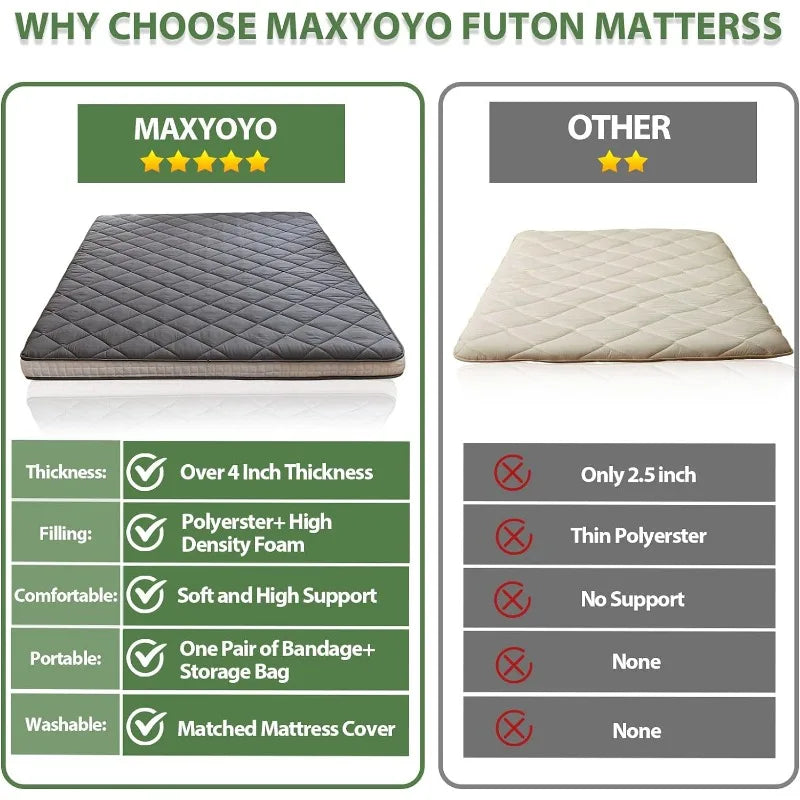 WHY CHOOSE MAXYOYO FUTON MATTERSS
MAXYOYO
OTHER
Thickness:
Over 4 Inch Thickness
Only 2.5 inch
Filling:
Polyerster+ High
Density Foam
Thin Polyerster
Comfortable:
Soft and High Support
No Support
Portable:
One Pair of Bandage+
Storage Bag
None
Washable:
Matched Mattress Cover
None